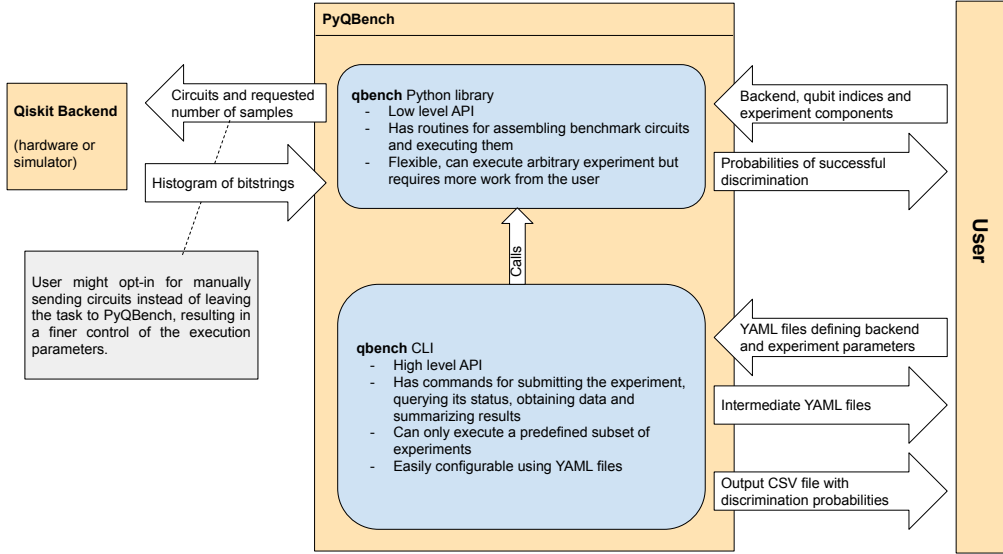 PyQBench
Qiskit Backend
(hardware or
simulator)
Circuits and requested
number of samples
Histogram of bitstrings
User might opt-in for manually
sending circuits instead of leaving
the task to PyQBench, resulting in
a finer control of the execution
parameters.
qbench Python library
- Low level API
- Has routines for assembling benchmark circuits
and executing them
- Flexible, can execute arbitrary experiment but
requires more work from the user
Calls
qbench CLI
- High level API
- Has commands for submitting the experiment,
querying its status, obtaining data and
summarizing results
- Can only execute a predefined subset of
experiments
- Easily configurable using YAML files
Backend, qubit indices and
experiment components
Probabilities of successful
discrimination
YAML files defining backend
and experiment parameters
Intermediate YAML files
Output CSV file with
discrimination probabilities
User